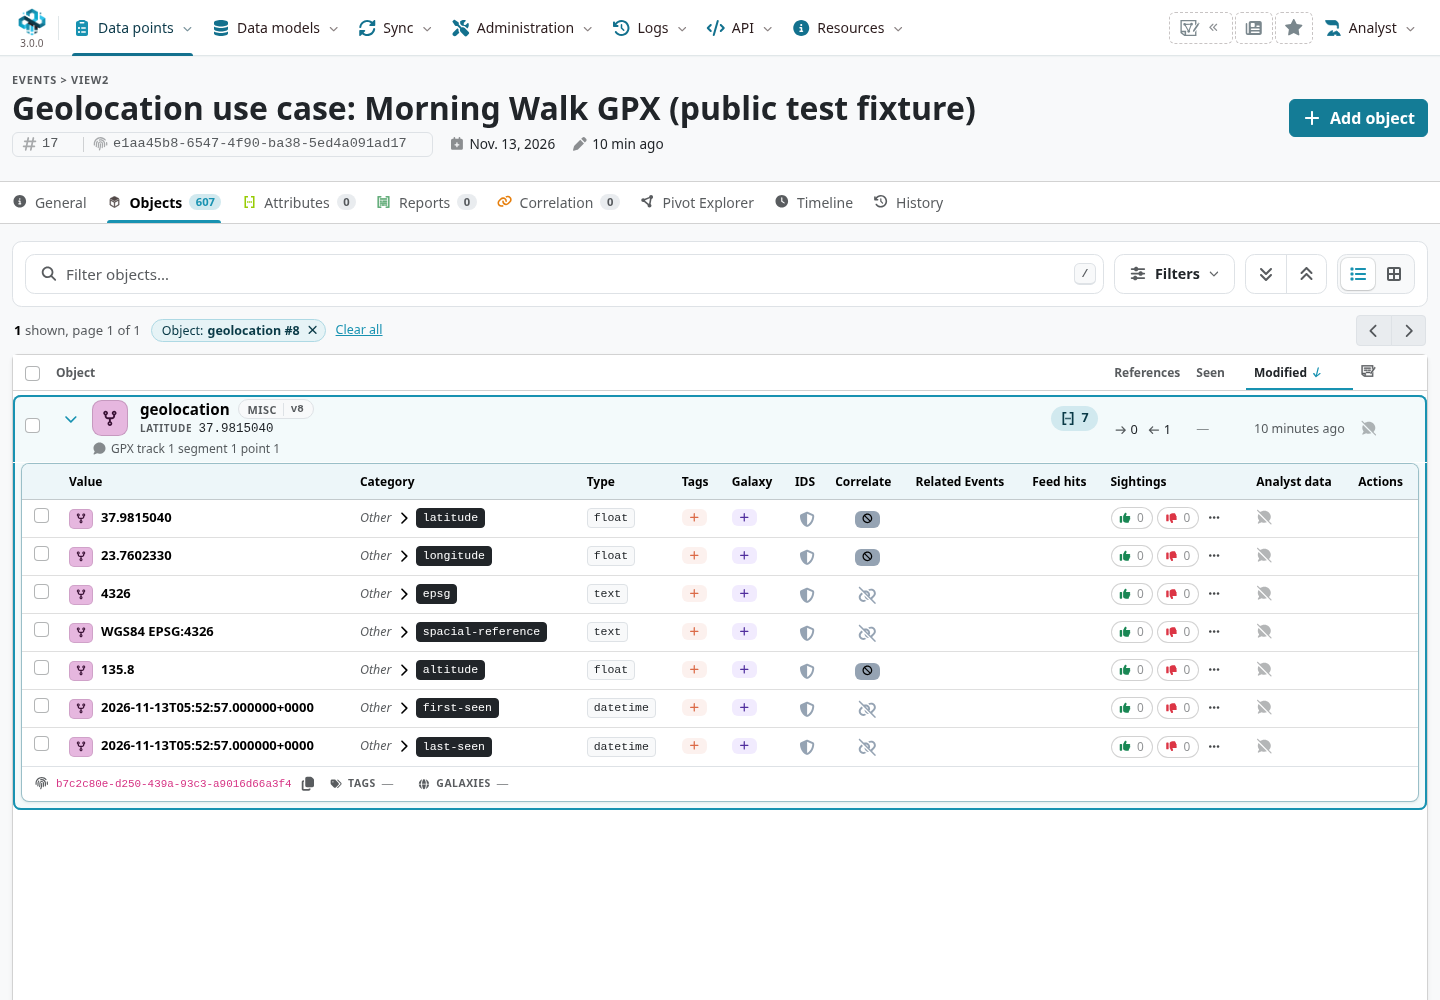 3.0.0
Data points
Data models
Sync
Administration
Logs
API
Resources
Analyst
EVENTS > VIEW2
Geolocation use case: Morning Walk GPX (public test fixture)
Add object
17 e1aa45b8-6547-4f90-ba38-5ed4a091ad17 Nov. 13, 2026 10 min ago
General Objects 607 Attributes 0 Reports 0 Correlation 0 Pivot Explorer Timeline History
Filter objects... / Filters
1 shown, page 1 of 1 Object: geolocation #8 × Clear all
Object References Seen Modified
geolocation MISC v8
LATITUDE 37.9815040
7 → 0 ← 1 — 10 minutes ago
GPX track 1 segment 1 point 1
Value Category Type Tags Galaxy IDS Correlate Related Events Feed hits Sightings Analyst data Actions
37.9815040 Other latitude float + + 0 0 ...
23.7602330 Other longitude float + + 0 0 ...
4326 Other epsg text + + 0 0 ...
WGS84 EPSG:4326 Other spacial-reference text + + 0 0 ...
135.8 Other altitude float + + 0 0 ...
2026-11-13T05:52:57.000000+0000 Other first-seen datetime + + 0 0 ...
2026-11-13T05:52:57.000000+0000 Other last-seen datetime + + 0 0 ...
b7c2c80e-d250-439a-93c3-a9016d66a3f4 TAGS — GALAXIES —